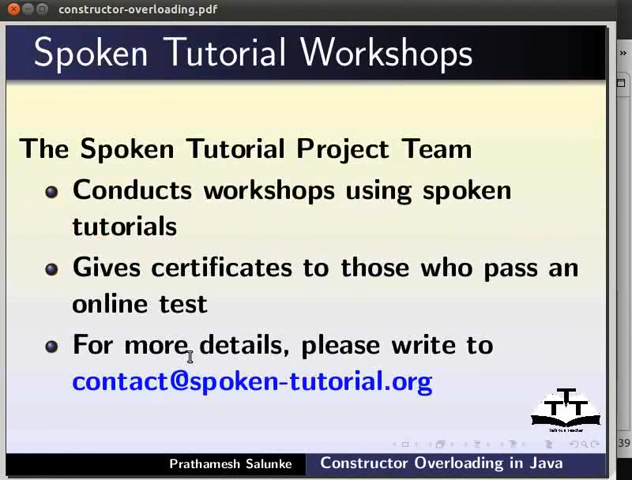 constructor-overloading.pdf
Spoken Tutorial Workshops
The Spoken Tutorial Project Team
Conducts workshops using spoken
tutorials
Gives certificates to those who pass an
online test
For more details, please write to
contact@spoken-tutorial.org
Prathamesh Salunke
Constructor Overloading in Java
39